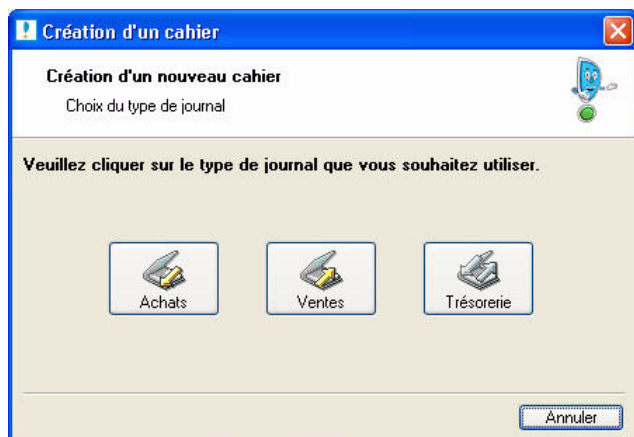 Création d'un cahier
Création d'un nouveau cahier
Choix du type de journal
Veuillez cliquer sur le type de journal que vous souhaitez utiliser.
Achats
Ventes
Trésorerie
Annuler